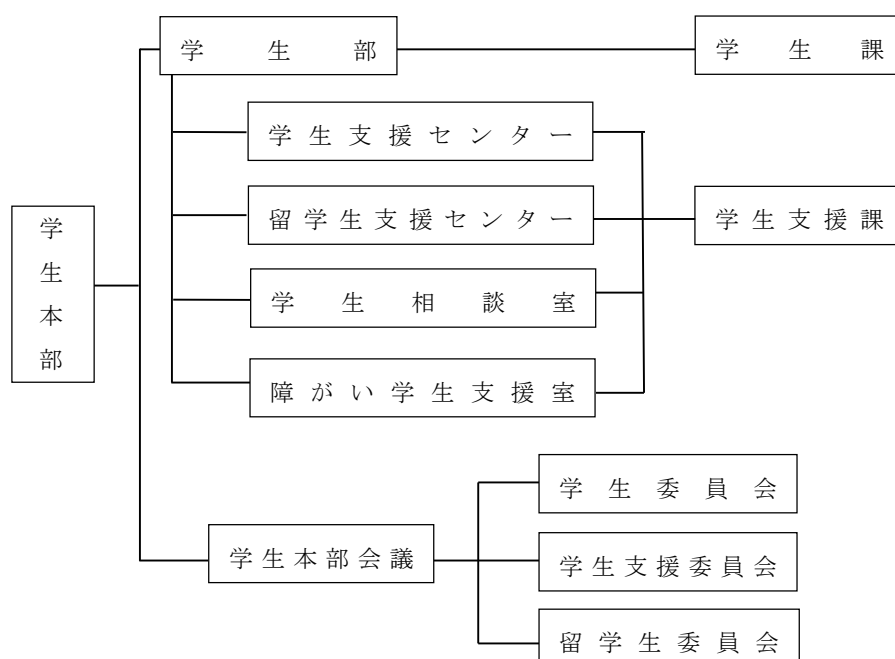 学生部
学生課
学生支援センター
留学生支援センター
学生支援課
学生本部
学生相談室
障がい学生支援室
学生委員会
学生本部会議
学生支援委員会
留学生委員会